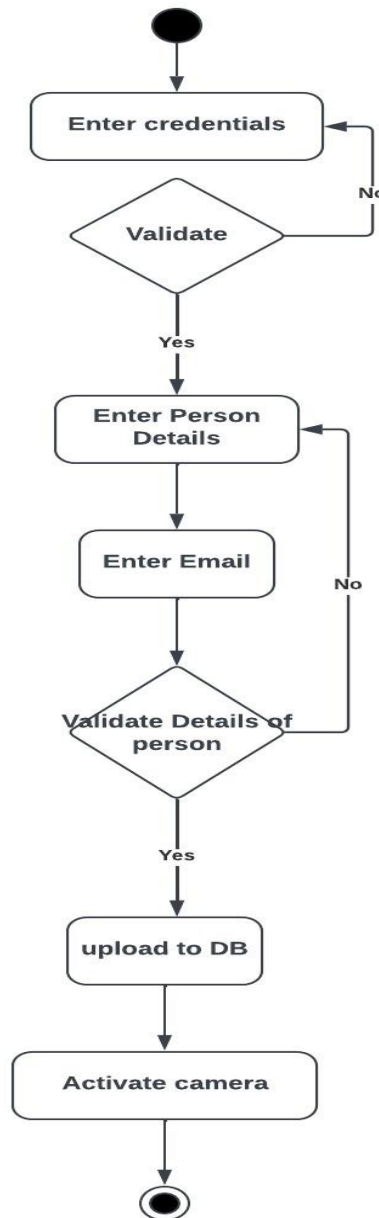 Enter credentials
No
Validate
Yes
Enter Person
Details
Enter Email
No
Validate Details of
person
Yes
upload to DB
Activate camera